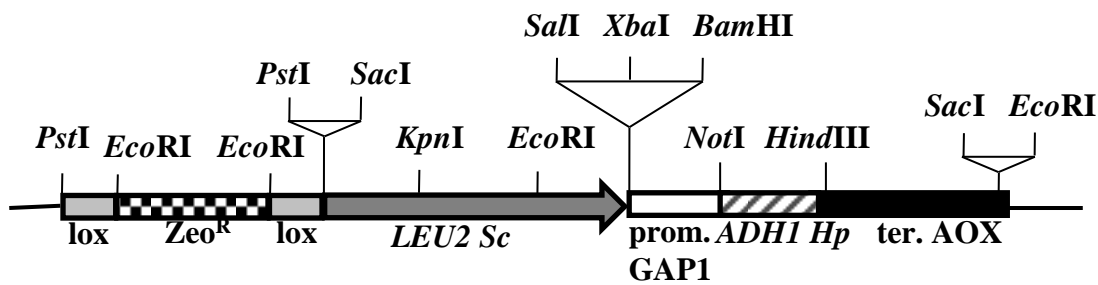 SalI XbaI BamHI
PstI SacI
SacI EcoRI
PstI EcoRI EcoRI KpnI EcoRI NotI HindIII
lox Zeo^R lox LEU2 Sc prom. ADH1 Hp ter. AOX
GAP1